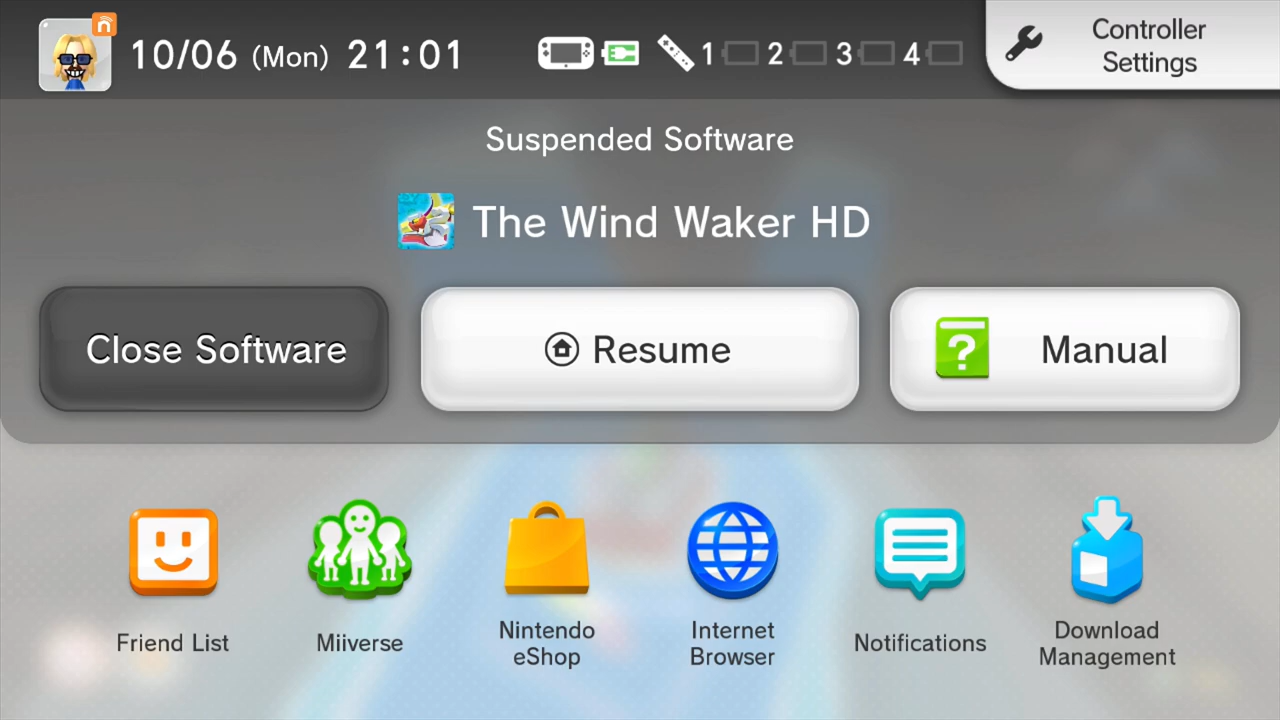 10/06 (Mon) 21:01
1 2 3 4
Controller
Settings
Suspended Software
The Wind Waker HD
Close Software
Resume
? Manual
Friend List
Miiverse
Nintendo
eShop
Internet
Browser
Notifications
Download
Management